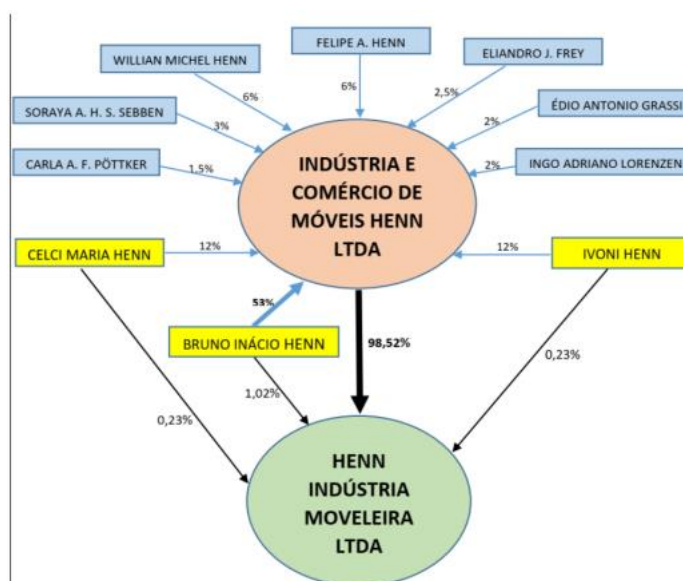 FELIPE A. HENN
WILLIAN MICHEL HENN
ELIANDRO J. FREY
6%
6%
2,5%
SORAYA A. H. S. SEBBEN
ÉDIO ANTONIO GRASSI
3%
2%
CARLA A. F. PÖTTKER
1,5%
INDÚSTRIA E
COMÉRCIO DE
MÓVEIS HENN
LTDA
2%
INGO ADRIANO LORENZEN
CELCI MARIA HENN
12%
12%
IVONI HENN
53%
BRUNO INÁCIO HENN
98,52%
0,23%
1,02%
0,23%
HENN
INDÚSTRIA
MOVELEIRA
LTDA